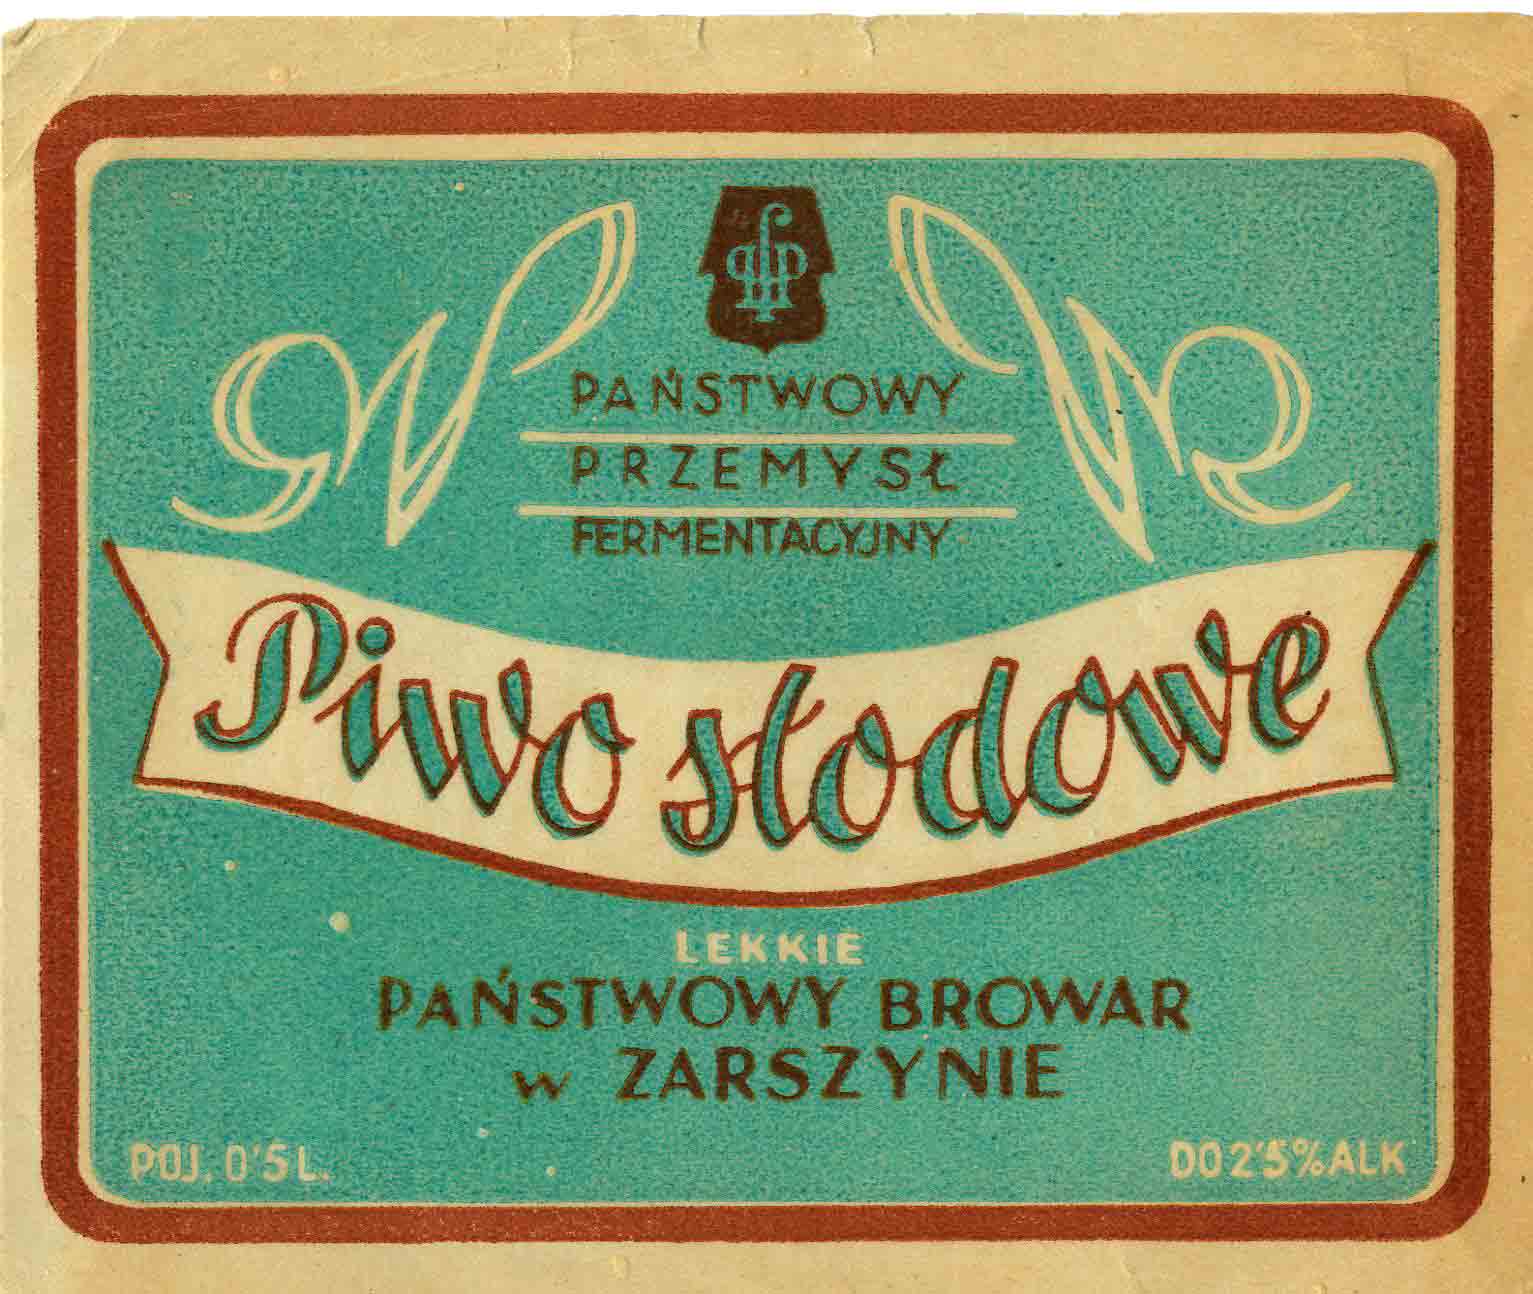 PAŃSTWOWY
PRZEMYSŁ
FERMENTACYJNY
Piwo słodowe
LEKKIE
PAŃSTWOWY BROWAR
w ZARSZYNIE
POJ. 0'5 L.
DO 2'5% ALK